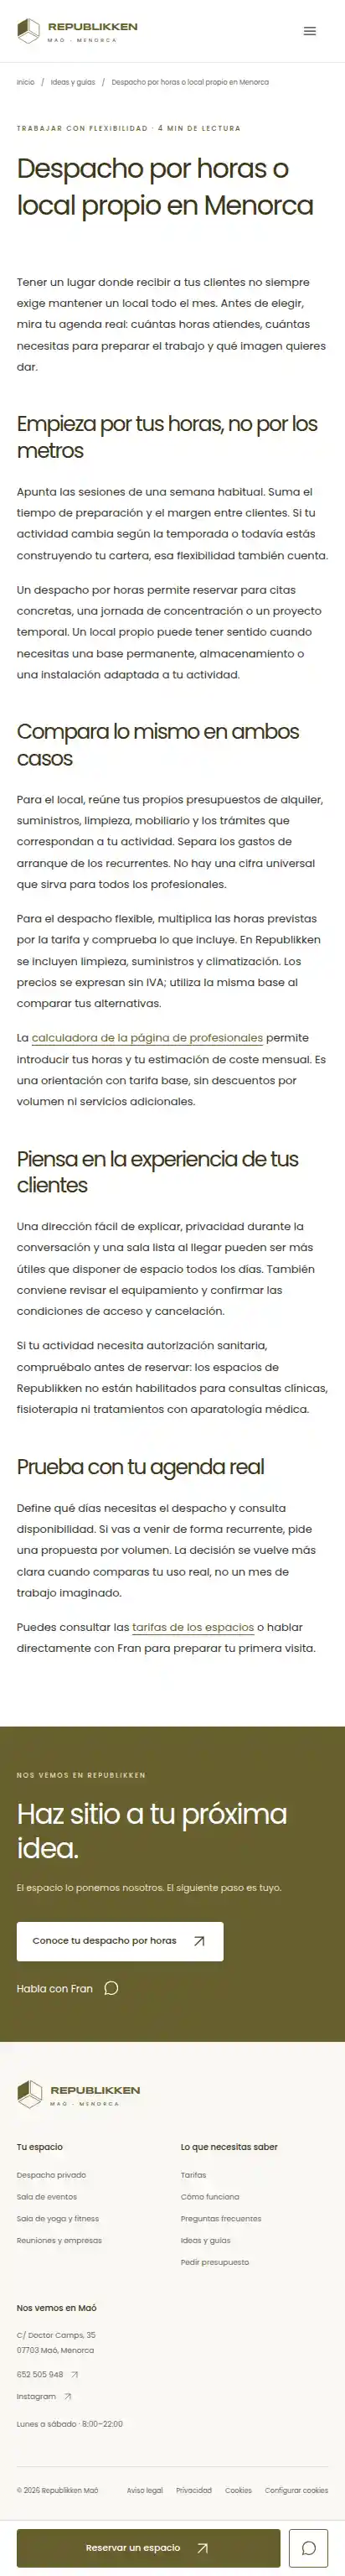 REPUBLIKKEN
MAÓ · MENORCA
Inicio / Ideas y guías / Despacho por horas o local propio en Menorca
TRABAJAR CON FLEXIBILIDAD · 4 MIN DE LECTURA
Despacho por horas o
local propio en Menorca
Tener un lugar donde recibir a tus clientes no siempre
exige mantener un local todo el mes. Antes de elegir,
mira tu agenda real: cuántas horas atiendes, cuántas
necesitas para preparar el trabajo y qué imagen quieres
dar.
Empieza por tus horas, no por los
metros
Apunta las sesiones de una semana habitual. Suma el
tiempo de preparación y el margen entre clientes. Si tu
actividad cambia según la temporada o todavía estás
construyendo tu cartera, esa flexibilidad también cuenta.
Un despacho por horas permite reservar para citas
concretas, una jornada de concentración o un proyecto
temporal. Un local propio puede tener sentido cuando
necesitas una base permanente, almacenamiento o
una instalación adaptada a tu actividad.
Compara lo mismo en ambos
casos
Para el local, reúne tus propios presupuestos de alquiler,
suministros, limpieza, mobiliario y los trámites que
correspondan a tu actividad. Separa los gastos de
arranque de los recurrentes. No hay una cifra universal
que sirva para todos los profesionales.
Para el despacho flexible, multiplica las horas previstas
por la tarifa y comprueba lo que incluye. En Republikken
se incluyen limpieza, suministros y climatización. Los
precios se expresan sin IVA; utiliza la misma base al
comparar tus alternativas.
La calculadora de la página de profesionales permite
introducir tus horas y tu estimación de coste mensual. Es
una orientación con tarifa base, sin descuentos por
volumen ni servicios adicionales.
Piensa en la experiencia de tus
clientes
Una dirección fácil de explicar, privacidad durante la
conversación y una sala lista al llegar pueden ser más
útiles que disponer de espacio todos los días. También
conviene revisar el equipamiento y confirmar las
condiciones de acceso y cancelación.
Si tu actividad necesita autorización sanitaria,
compruébalo antes de reservar: los espacios de
Republikken no están habilitados para consultas clínicas,
fisioterapia ni tratamientos con aparatología médica.
Prueba con tu agenda real
Define qué días necesitas el despacho y consulta
disponibilidad. Si vas a venir de forma recurrente, pide
una propuesta por volumen. La decisión se vuelve más
clara cuando comparas tu uso real, no un mes de
trabajo imaginado.
Puedes consultar las tarifas de los espacios o hablar
directamente con Fran para preparar tu primera visita.
NOS VEMOS EN REPUBLIKKEN
Haz sitio a tu próxima
idea.
El espacio lo ponemos nosotros. El siguiente paso es tuyo.
Conoce tu despacho por horas
Habla con Fran
REPUBLIKKEN
MAÓ · MENORCA
Tu espacio
Despacho privado
Sala de eventos
Sala de yoga y fitness
Reuniones y empresas
Lo que necesitas saber
Tarifas
Cómo funciona
Preguntas frecuentes
Ideas y guías
Pedir presupuesto
Nos vemos en Maó
C/ Doctor Camps, 35
07703 Maó, Menorca
652 505 948
Instagram
Lunes a sábado · 8:00–22:00
© 2026 Republikken Maó Aviso legal Privacidad Cookies Configurar cookies
Reservar un espacio